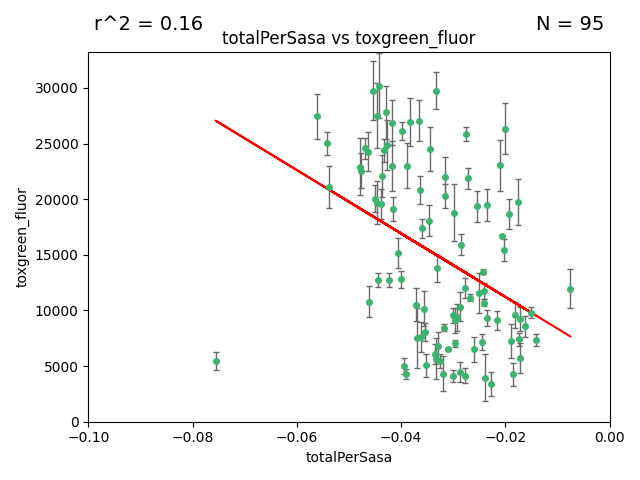 r^2 = 0.16
N = 95
totalPerSasa vs toxgreen_fluor
30000
25000
20000
15000
10000
5000
0
toxgreen_fluor
−0.10
−0.08
−0.06
−0.04
−0.02
0.00
totalPerSasa